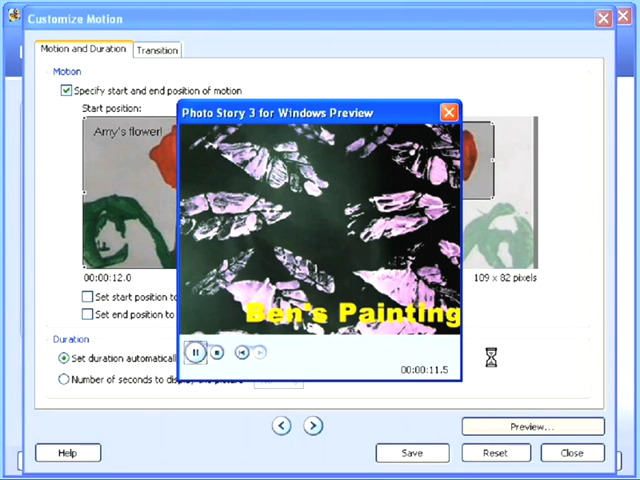 Customize Motion
Motion and Duration
Transition
Motion
Specify start and end position of motion
Start position:
Amy's flower!
Photo Story 3 for Windows Preview
Ben's Painting
00:00:11.5
00:00:12.0
109 x 82 pixels
Set start position to
Set end position to
Duration
Set duration automaticall
Number of seconds to display the picture
Preview...
Help
Save
Reset
Close